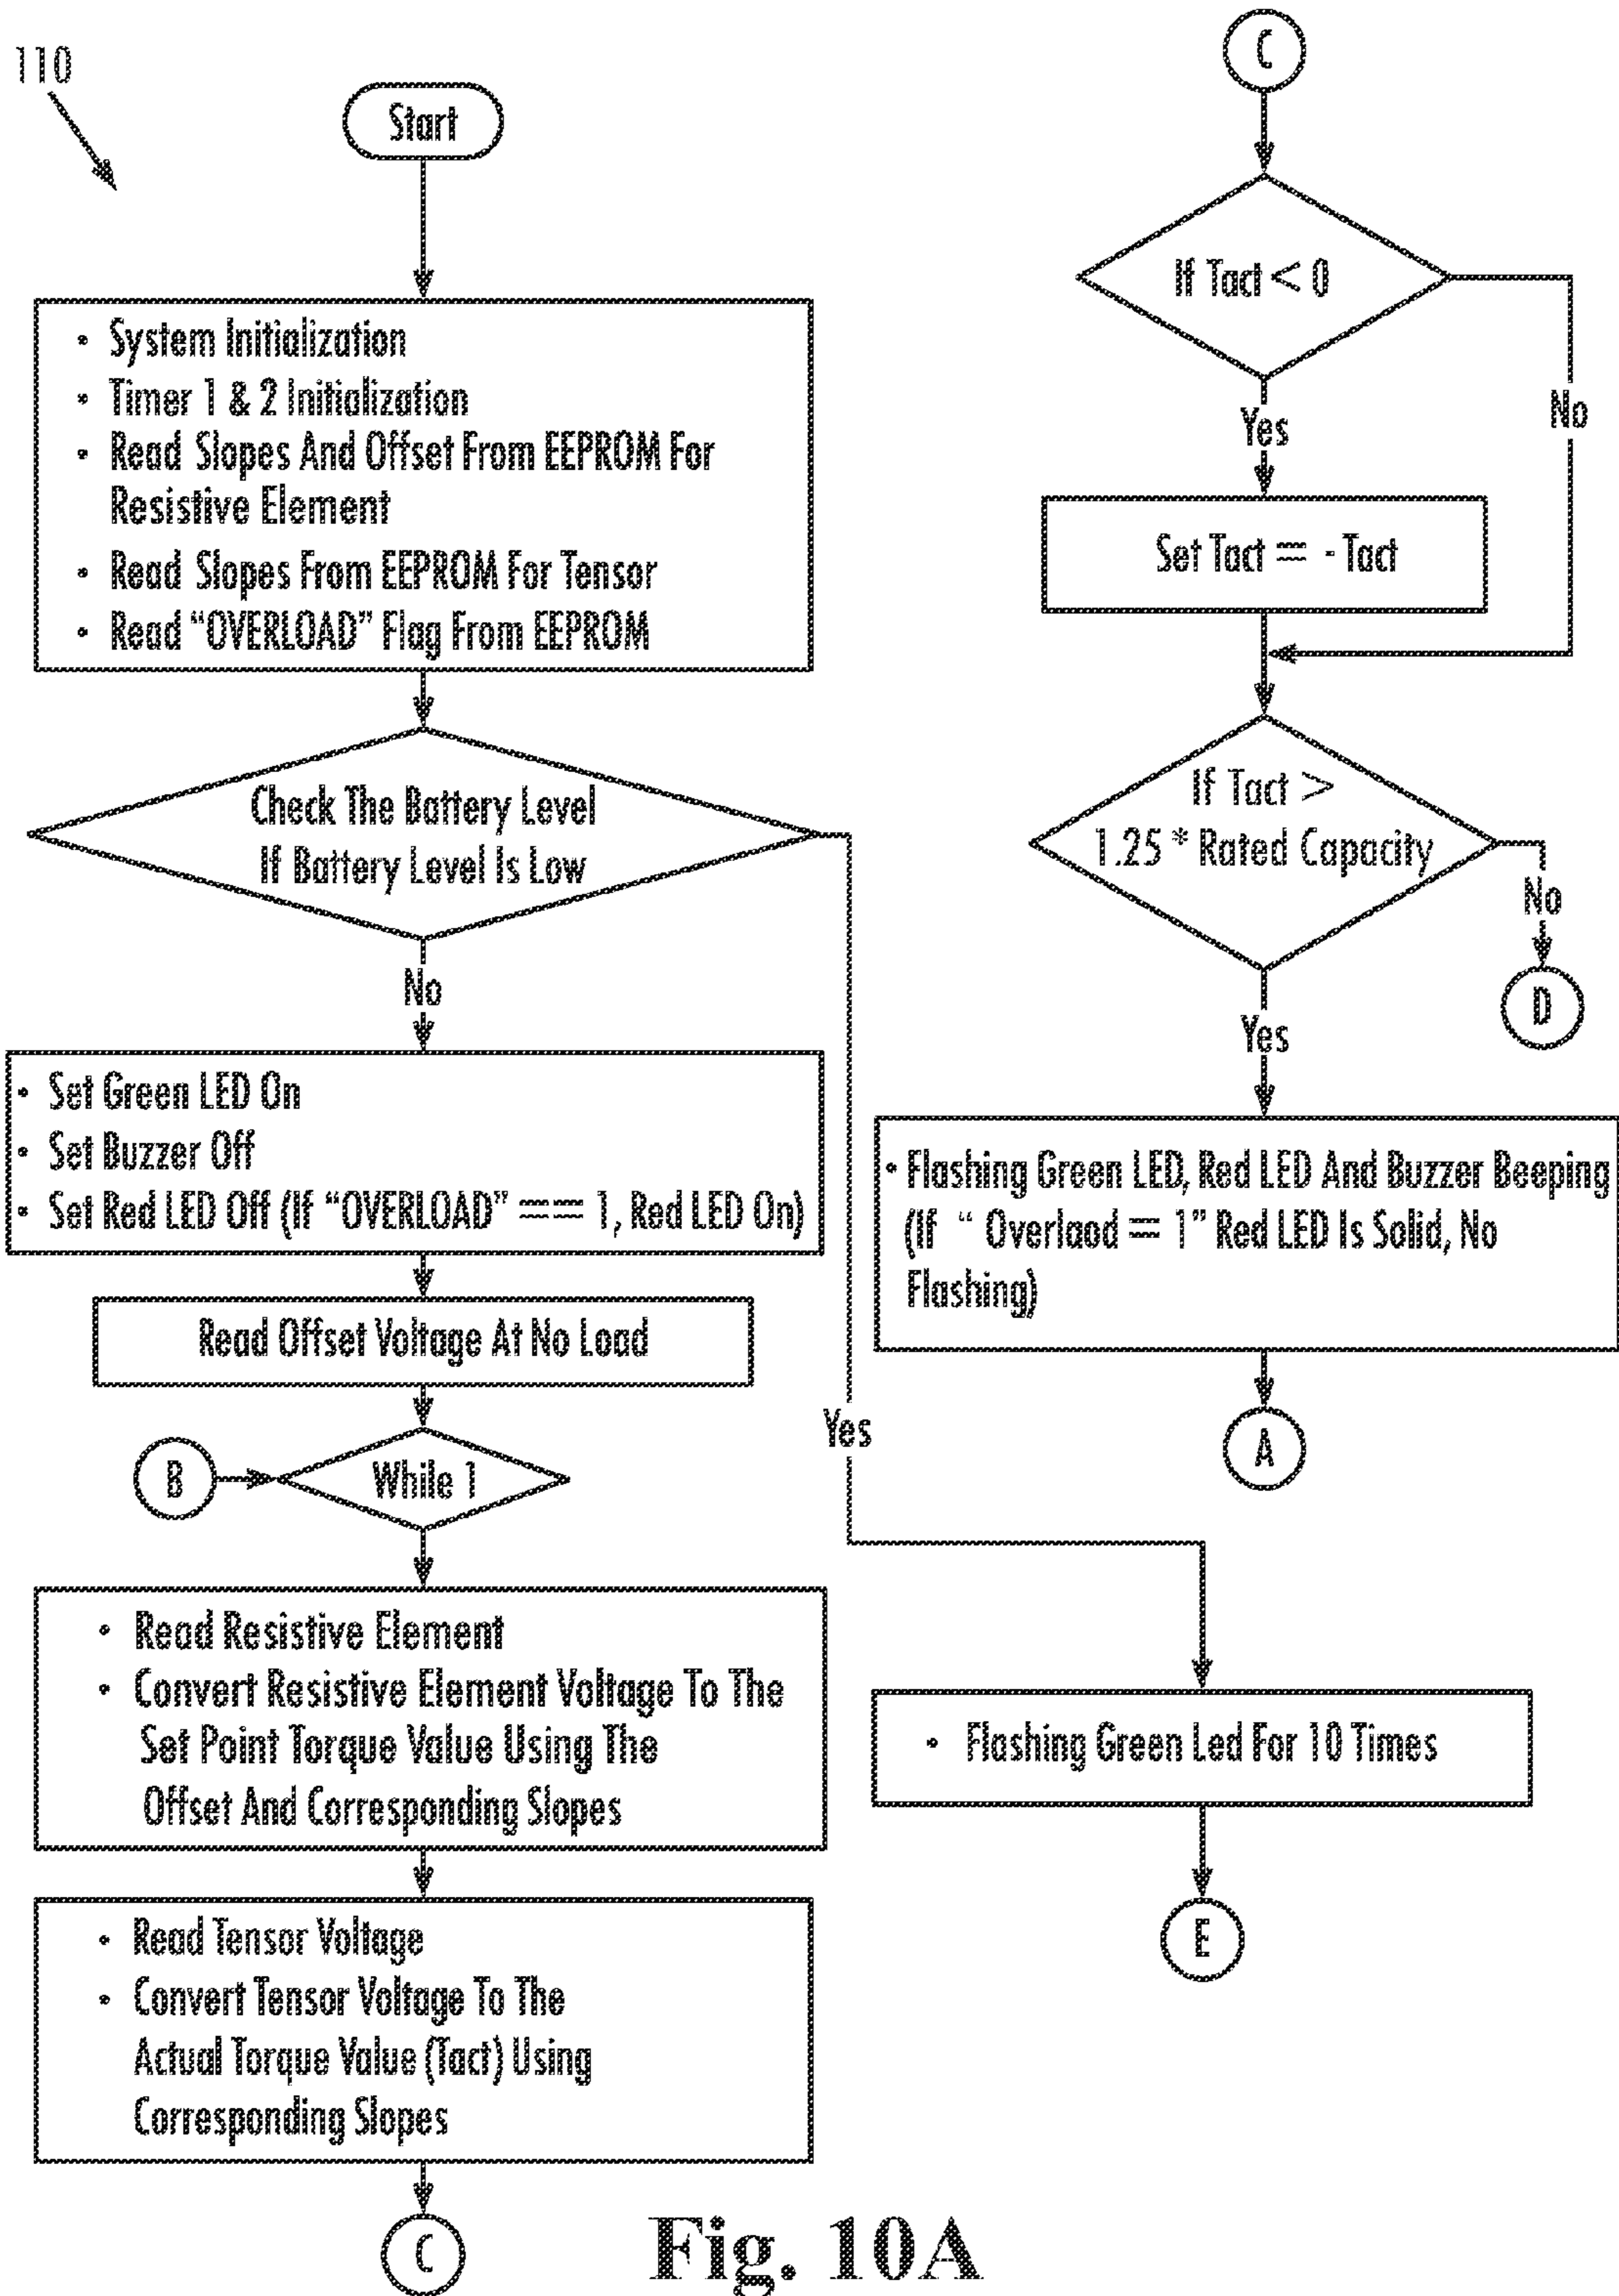 110
Start
• System Initialization
• Timer 1 & 2 Initialization
• Read Slopes And Offset From EEPROM For
Resistive Element
• Read Slopes From EEPROM For Tensor
• Read “OVERLOAD” Flag From EEPROM
Check The Battery Level
If Battery Level Is Low
No
• Set Green LED On
• Set Buzzer Off
• Set Red LED Off (If “OVERLOAD” === 1, Red LED On)
Read Offset Voltage At No Load
B
While 1
Yes
• Read Resistive Element
• Convert Resistive Element Voltage To The
Set Point Torque Value Using The
Offset And Corresponding Slopes
• Read Tensor Voltage
• Convert Tensor Voltage To The
Actual Torque Value (Tact) Using
Corresponding Slopes
C
C
If Tact < 0
No
Yes
Set Tact == - Tact
If Tact >
1.25 * Rated Capacity
No
D
Yes
• Flashing Green LED, Red LED And Buzzer Beeping
(If “ Overlaod == 1” Red LED Is Solid, No
Flashing)
A
• Flashing Green Led For 10 Times
E
Fig. 10A